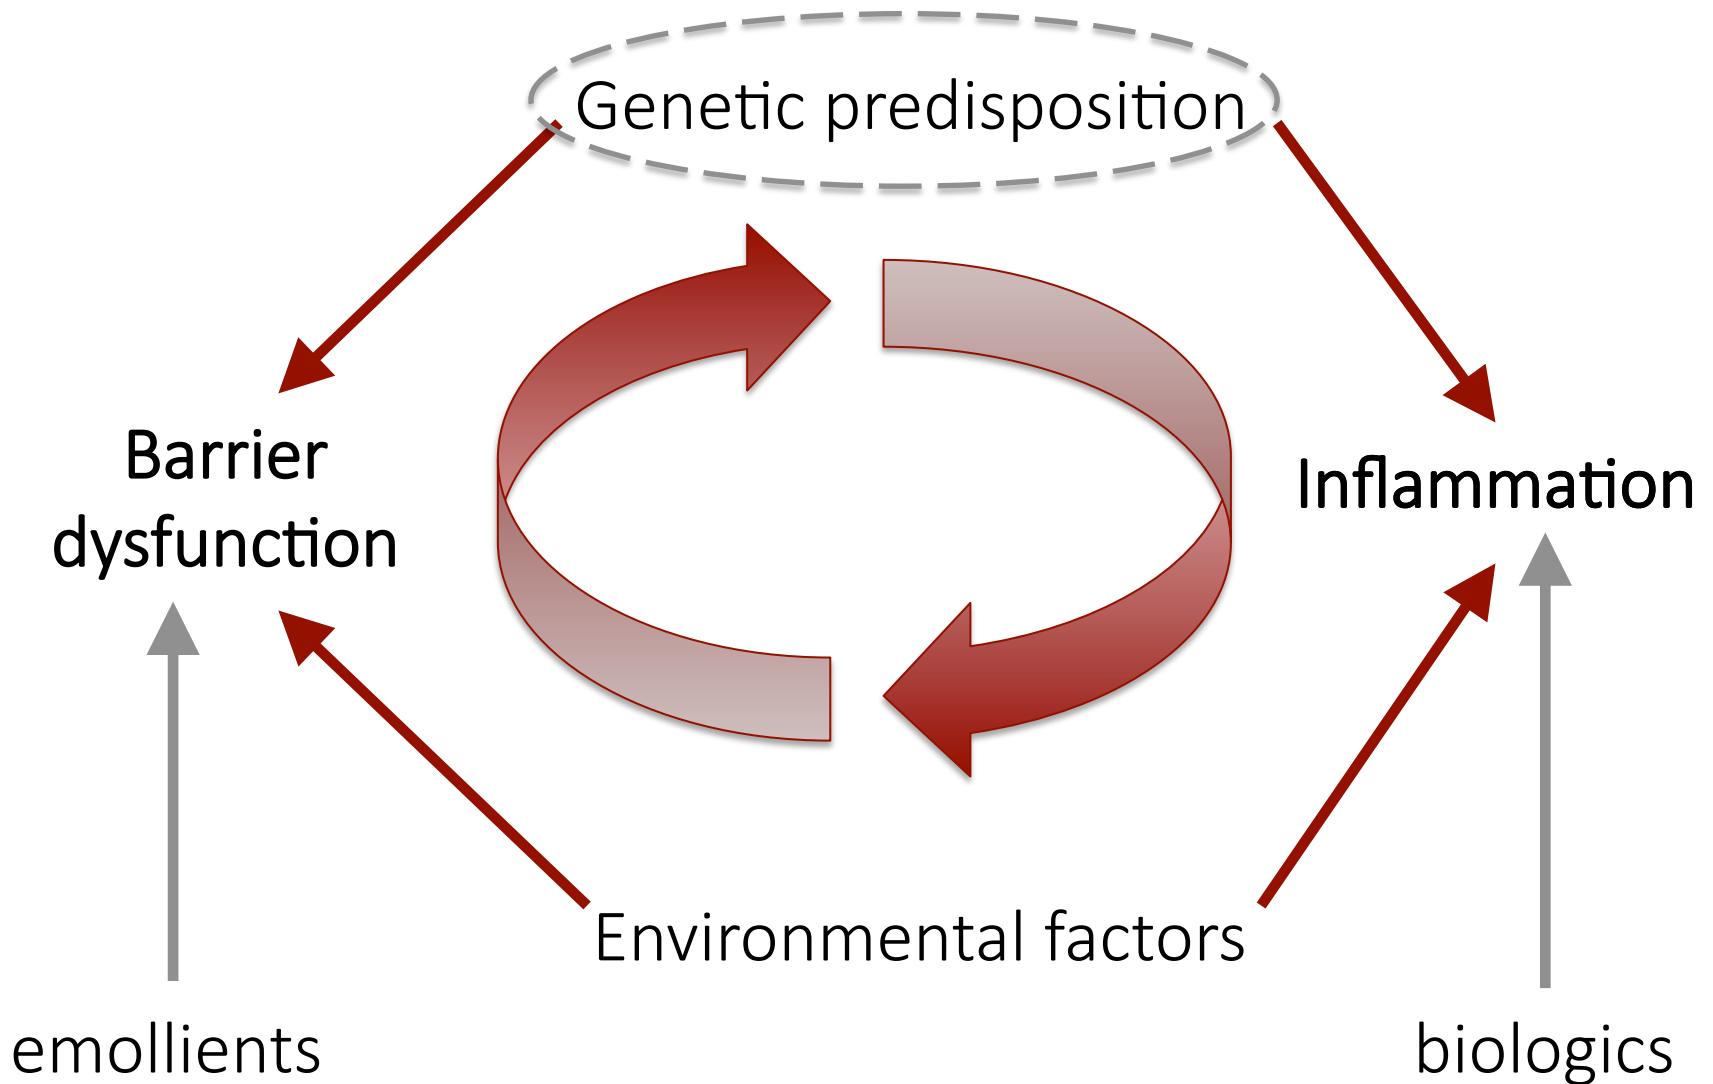 Genetic predisposition
Barrier
dysfunction
Inflammation
Environmental factors
emollients
biologics